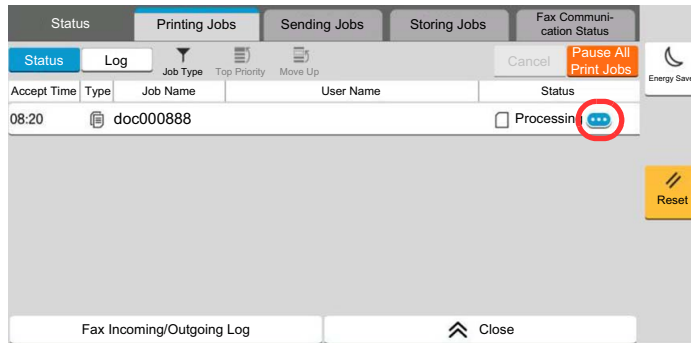 Status
Printing Jobs
Sending Jobs
Storing Jobs
Fax Communi-
cation Status
Status
Log
Job Type
Top Priority
Move Up
Cancel
Pause All
Print Jobs
Energy Save
Accept Time
Type
Job Name
User Name
Status
08:20
doc000888
Processing
Reset
Fax Incoming/Outgoing Log
Close